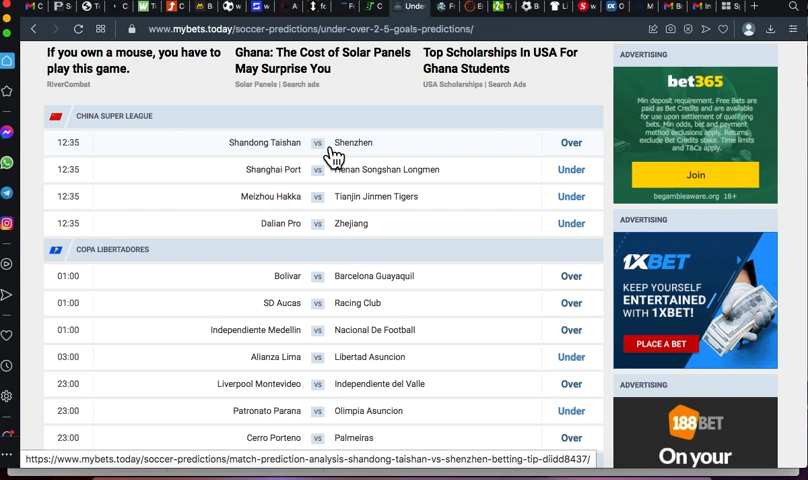 www.mybets.today/soccer-predictions/under-over-2-5-goals-predictions/
If you own a mouse, you have to
play this game.
RiverCombat
Ghana: The Cost of Solar Panels
May Surprise You
Solar Panels | Search ads
Top Scholarships In USA For
Ghana Students
USA Scholarships | Search Ads
CHINA SUPER LEAGUE
12:35 Shandong Taishan vs Shenzhen Over
12:35 Shanghai Port vs Henan Songshan Longmen Under
12:35 Meizhou Hakka vs Tianjin Jinmen Tigers Under
12:35 Dalian Pro vs Zhejiang Under
COPA LIBERTADORES
01:00 Bolivar vs Barcelona Guayaquil Over
01:00 SD Aucas vs Racing Club Over
01:00 Independiente Medellin vs Nacional De Football Over
03:00 Alianza Lima vs Libertad Asuncion Under
23:00 Liverpool Montevideo vs Independiente del Valle Over
23:00 Patronato Parana vs Olimpia Asuncion Under
23:00 Cerro Porteno vs Palmeiras Over
ADVERTISING
bet365
Min deposit requirement. Free Bets are
paid as Bet Credits and are
available for use upon settlement of qualifying
bets. Min odds, bet and payment
method exclusions apply. Returns
exclude Bet Credits stake. Time limits
and T&Cs apply.
Join
begambleaware.org 18+
ADVERTISING
1XBET
KEEP YOURSELF
ENTERTAINED
WITH 1XBET!
PLACE A BET
ADVERTISING
188BET
On your
https://www.mybets.today/soccer-predictions/match-prediction-analysis-shandong-taishan-vs-shenzhen-betting-tip-diidd8437/